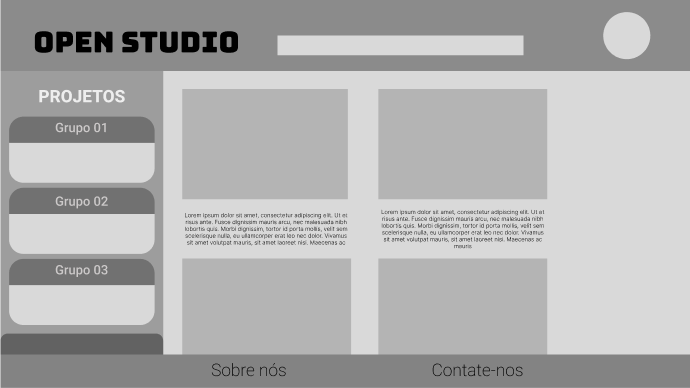 OPEN STUDIO
PROJETOS
Grupo 01
Grupo 02
Grupo 03
Lorem ipsum dolor sit amet, consectetur adipiscing elit. Ut et
risus ante. Fusce dignissim mauris arcu, nec malesuada nibh
lobortis quis. Morbi dignissim, tortor id porta mollis, velit sem
scelerisque nulla, eu ullamcorper erat leo nec dolor. Vivamus
sit amet volutpat mauris, sit amet laoreet nisl. Maecenas ac
Lorem ipsum dolor sit amet, consectetur adipiscing elit. Ut et
risus ante. Fusce dignissim mauris arcu, nec malesuada nibh
lobortis quis. Morbi dignissim, tortor id porta mollis, velit sem
scelerisque nulla, eu ullamcorper erat leo nec dolor. Vivamus
sit amet volutpat mauris, sit amet laoreet nisl. Maecenas ac
mauris
Sobre nós
Contate-nos